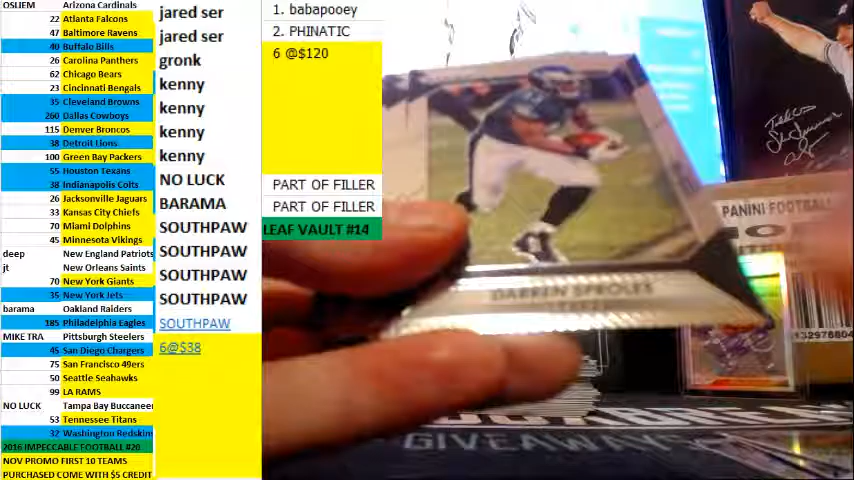 OSLIEM Arizona Cardinals
22 Atlanta Falcons
47 Baltimore Ravens
40 Buffalo Bills
26 Carolina Panthers
62 Chicago Bears
23 Cincinnati Bengals
35 Cleveland Browns
260 Dallas Cowboys
115 Denver Broncos
38 Detroit Lions
100 Green Bay Packers
55 Houston Texans
38 Indianapolis Colts
26 Jacksonville Jaguars
33 Kansas City Chiefs
70 Miami Dolphins
45 Minnesota Vikings
deep New England Patriots
jt New Orleans Saints
70 New York Giants
35 New York Jets
barama Oakland Raiders
185 Philadelphia Eagles
MIKE TRA Pittsburgh Steelers
45 San Diego Chargers
75 San Francisco 49ers
50 Seattle Seahawks
99 LA RAMS
NO LUCK Tampa Bay Buccaneer
53 Tennessee Titans
32 Washington Redskin
2016 IMPECCABLE FOOTBALL #20
NOV PROMO FIRST 10 TEAMS
PURCHASED COME WITH $5 CREDIT
jared ser
jared ser
gronk
kenny
kenny
kenny
kenny
NO LUCK
BARAMA
SOUTHPAW
SOUTHPAW
SOUTHPAW
SOUTHPAW
SOUTHPAW
6@$38
1. babapooey
2. PHINATIC
6 @$120
PART OF FILLER
PART OF FILLER
LEAF VAULT #14
DARREN SPROLES
PANINI FOOTBALL
GIVEAWAY